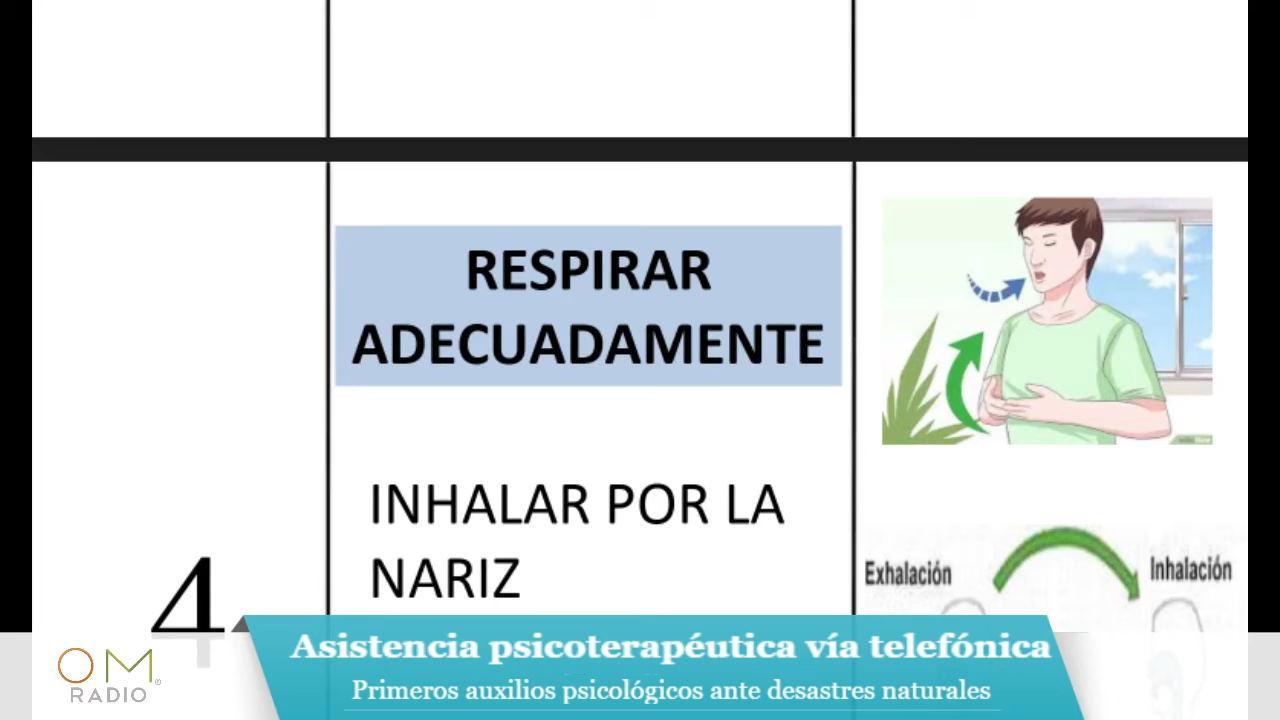 RESPIRAR
ADECUADAMENTE
INHALAR POR LA
NARIZ
4
Exhalación
Inhalación
Asistencia psicoterapéutica vía telefónica
Primeros auxilios psicológicos ante desastres naturales
OM
RADIO®